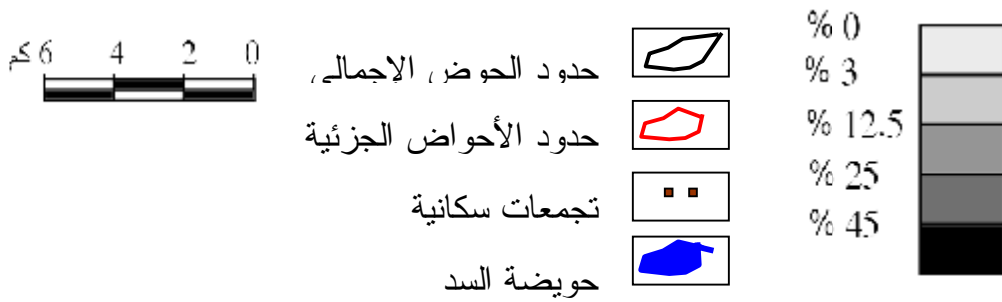 % 0
% 3
% 12.5
% 25
% 45
حدود الحوض الإجمالي
حدود الأحواض الجزئية
تجمعات سكانية
حويضة السد
0 2 4 6 كم